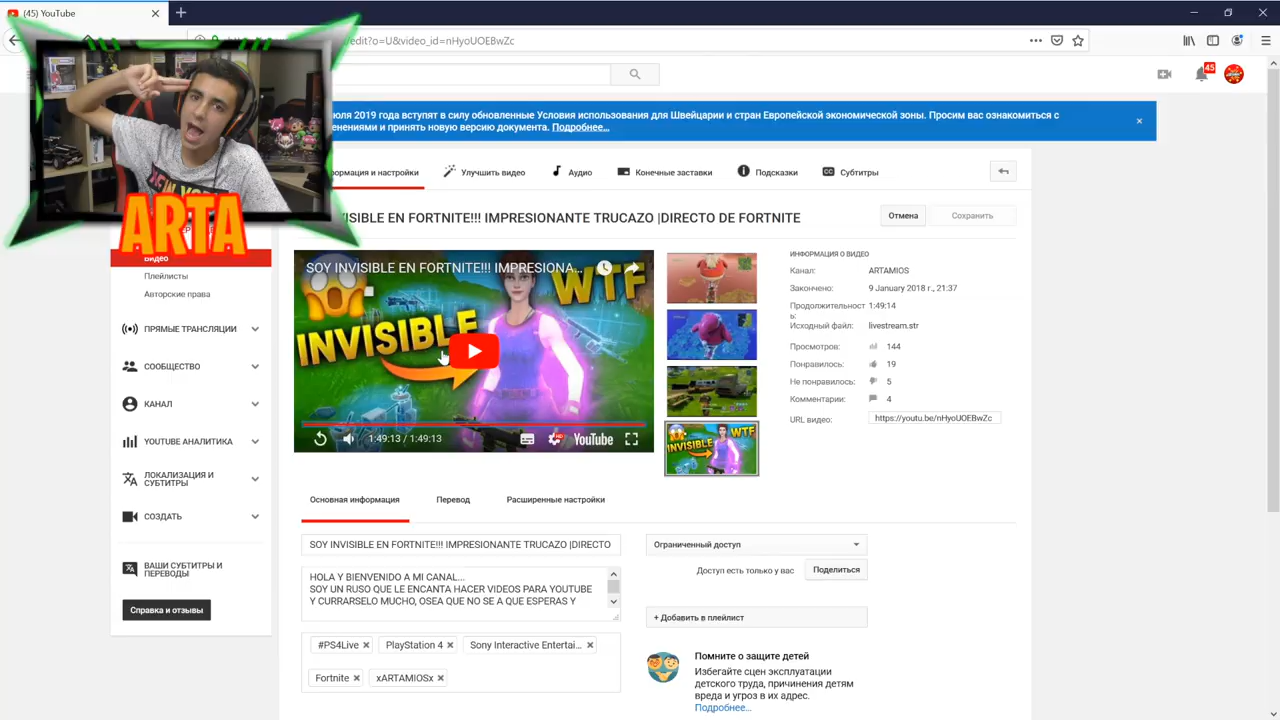 (45) YouTube
edit?o=U&video_id=nHyoUOEBwZc
45
юля 2019 года вступят в силу обновленные Условия использования для Швейцарии и стран Европейской экономической зоны. Просим вас ознакомиться с
енениями и принять новую версию документа. Подробнее...
ормация и настройки
Улучшить видео
Аудио
Конечные заставки
Подсказки
Субтитры
ARTA
VISIBLE EN FORTNITE!!! IMPRESIONANTE TRUCAZO |DIRECTO DE FORTNITE
Отмена
Сохранить
Видео
Плейлисты
Авторские права
ПРЯМЫЕ ТРАНСЛЯЦИИ
СООБЩЕСТВО
КАНАЛ
YOUTUBE АНАЛИТИКА
ЛОКАЛИЗАЦИЯ И
СУБТИТРЫ
СОЗДАТЬ
ВАШИ СУБТИТРЫ И
ПЕРЕВОДЫ
Справка и отзывы
SOY INVISIBLE EN FORTNITE!!! IMPRESIONA...
WTF
INVISIBLE
1:49:13 / 1:49:13
HD
YouTube
WTF
INVISIBLE
ИНФОРМАЦИЯ О ВИДЕО
Канал: ARTAMIOS
Закончено: 9 January 2018 г., 21:37
Продолжительност
ь: 1:49:14
Исходный файл: livestream.str
Просмотров: 144
Понравилось: 19
Не понравилось: 5
Комментарии: 4
URL видео: https://youtu.be/nHyoUOEBwZc
Основная информация
Перевод
Расширенные настройки
SOY INVISIBLE EN FORTNITE!!! IMPRESIONANTE TRUCAZO |DIRECTO
HOLA Y BIENVENIDO A MI CANAL...
SOY UN RUSO QUE LE ENCANTA HACER VIDEOS PARA YOUTUBE
Y CURRARSELO MUCHO, OSEA QUE NO SE A QUE ESPERAS Y
#PS4Live
PlayStation 4
Sony Interactive Entertai...
Fortnite
xARTAMIOSx
Ограниченный доступ
Доступ есть только у вас
Поделиться
+ Добавить в плейлист
Помните о защите детей
Избегайте сцен эксплуатации
детского труда, причинения детям
вреда и угроз в их адрес.
Подробнее...